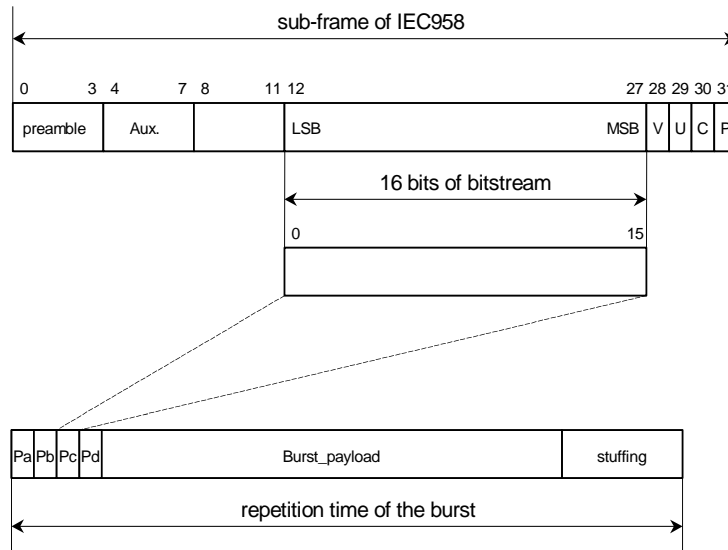 sub-frame of IEC958
0 3 4 7 8 11 12 27 28 29 30 31
preamble Aux. LSB MSB V U C P
16 bits of bitstream
0 15
Pa Pb Pc Pd Burst_payload stuffing
repetition time of the burst